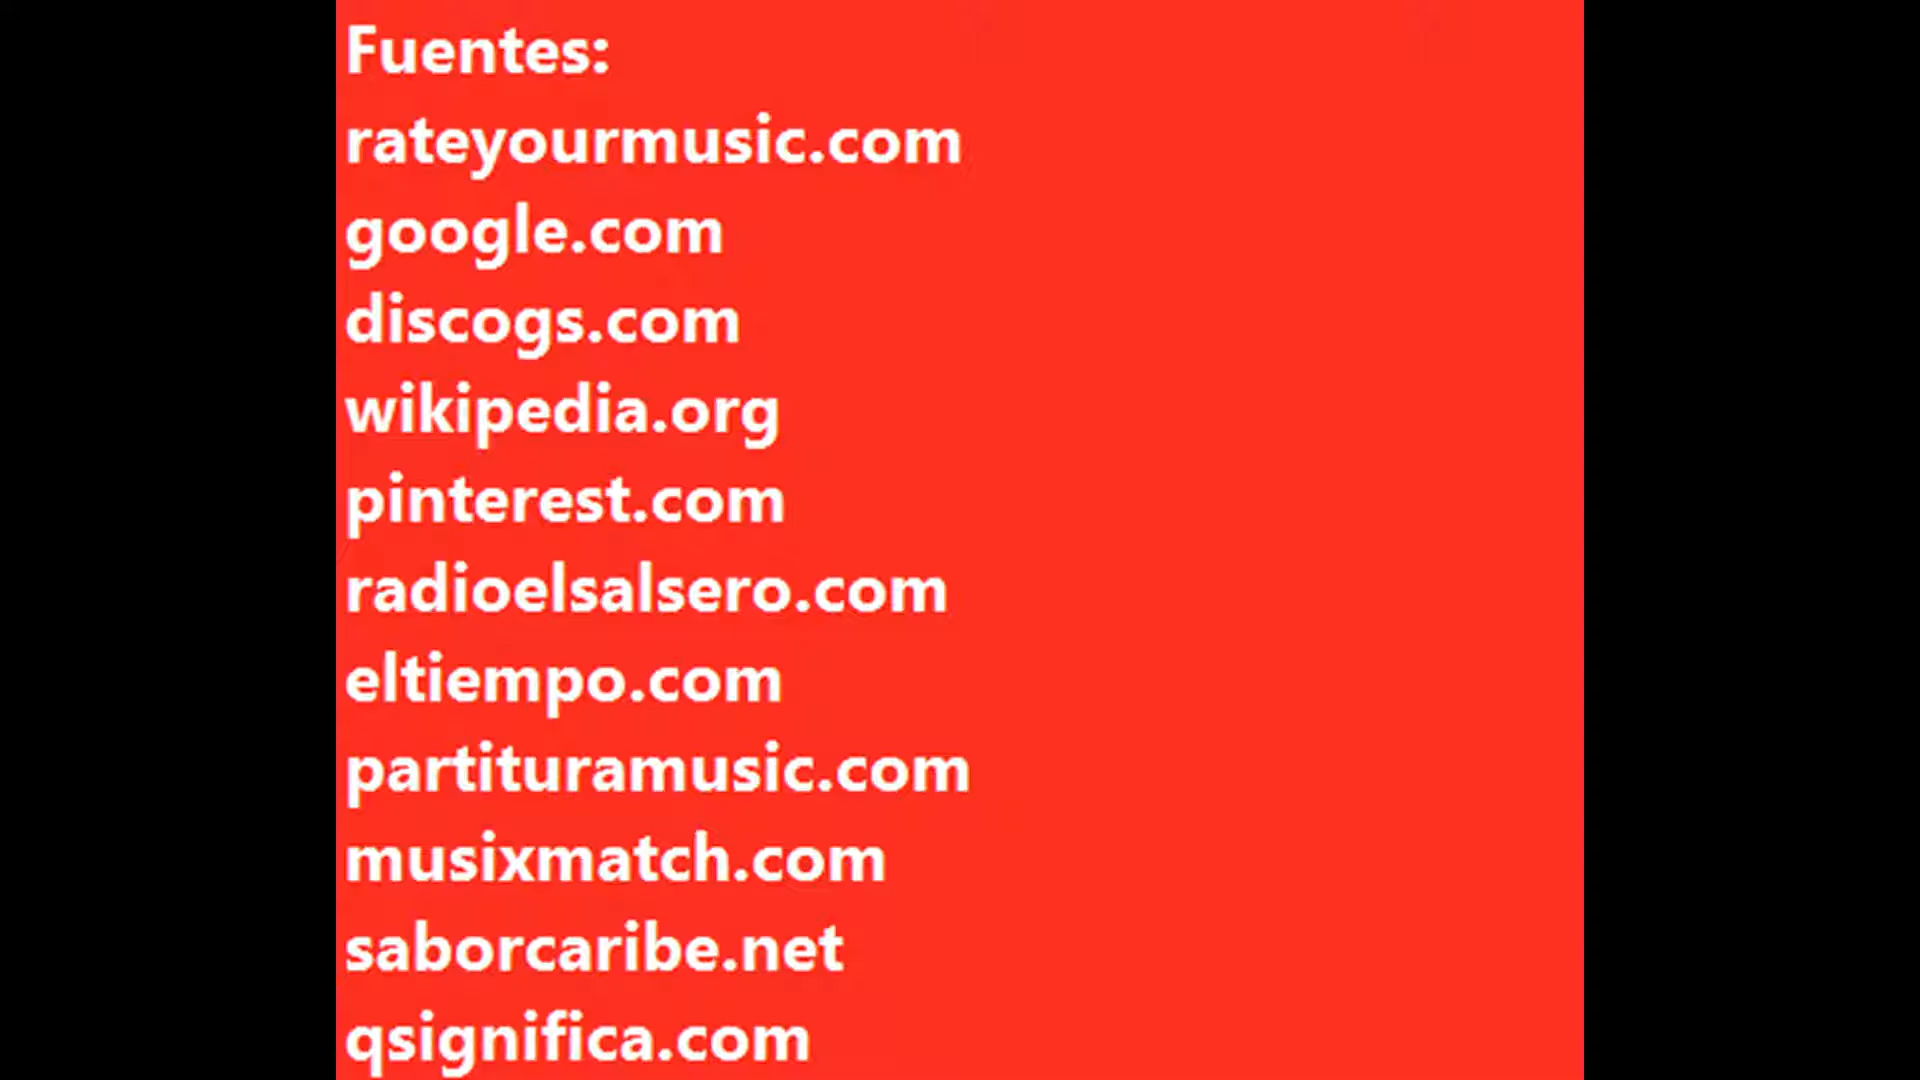 Fuentes:
rateyourmusic.com
google.com
discogs.com
wikipedia.org
pinterest.com
radioelsalsero.com
eltiempo.com
partituramusic.com
musixmatch.com
saborcaribe.net
qsignifica.com